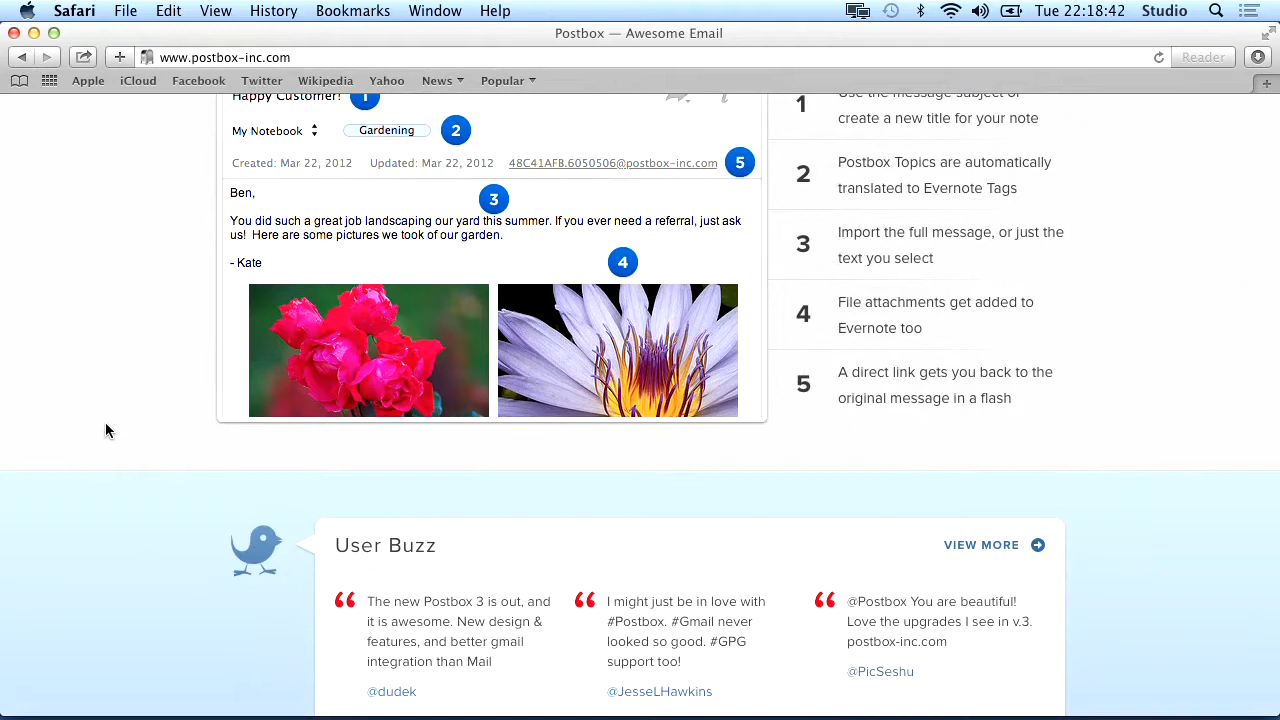 Safari File Edit View History Bookmarks Window Help Tue 22:18:42 Studio
Postbox — Awesome Email
www.postbox-inc.com Reader
Apple iCloud Facebook Twitter Wikipedia Yahoo News Popular
Happy Customer! 1
My Notebook Gardening 2
Created: Mar 22, 2012 Updated: Mar 22, 2012 48C41AFB.6050506@postbox-inc.com 5
Ben,
3
You did such a great job landscaping our yard this summer. If you ever need a referral, just ask
us! Here are some pictures we took of our garden.
- Kate
4
1 Use the message subject or
create a new title for your note
2 Postbox Topics are automatically
translated to Evernote Tags
3 Import the full message, or just the
text you select
4 File attachments get added to
Evernote too
5 A direct link gets you back to the
original message in a flash
User Buzz
VIEW MORE
“ The new Postbox 3 is out, and
it is awesome. New design &
features, and better gmail
integration than Mail
@dudek
“ I might just be in love with
#Postbox. #Gmail never
looked so good. #GPG
support too!
@JesseLHawkins
“ @Postbox You are beautiful!
Love the upgrades I see in v.3.
postbox-inc.com
@PicSeshu